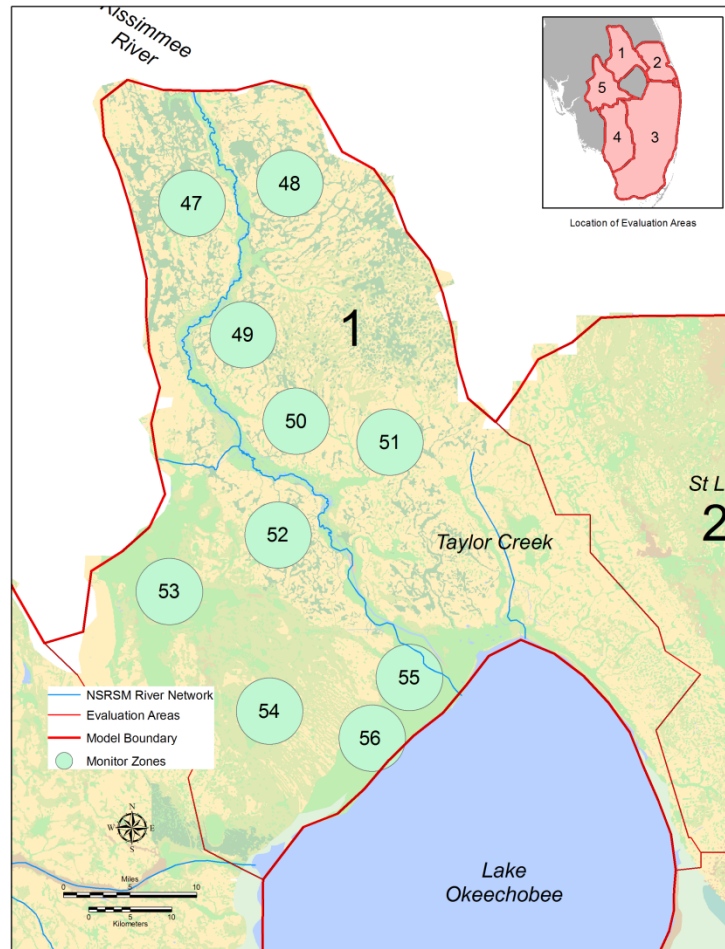 Kissimmee
River
1
2
5
4
3
Location of Evaluation Areas
48
47
49
1
50
51
St L
2
52
Taylor Creek
53
55
54
56
NSRSM River Network
Evaluation Areas
Model Boundary
Monitor Zones
N
W E
S
Miles
0 5 10
0 5 10
Kilometers
Lake
Okeechobee